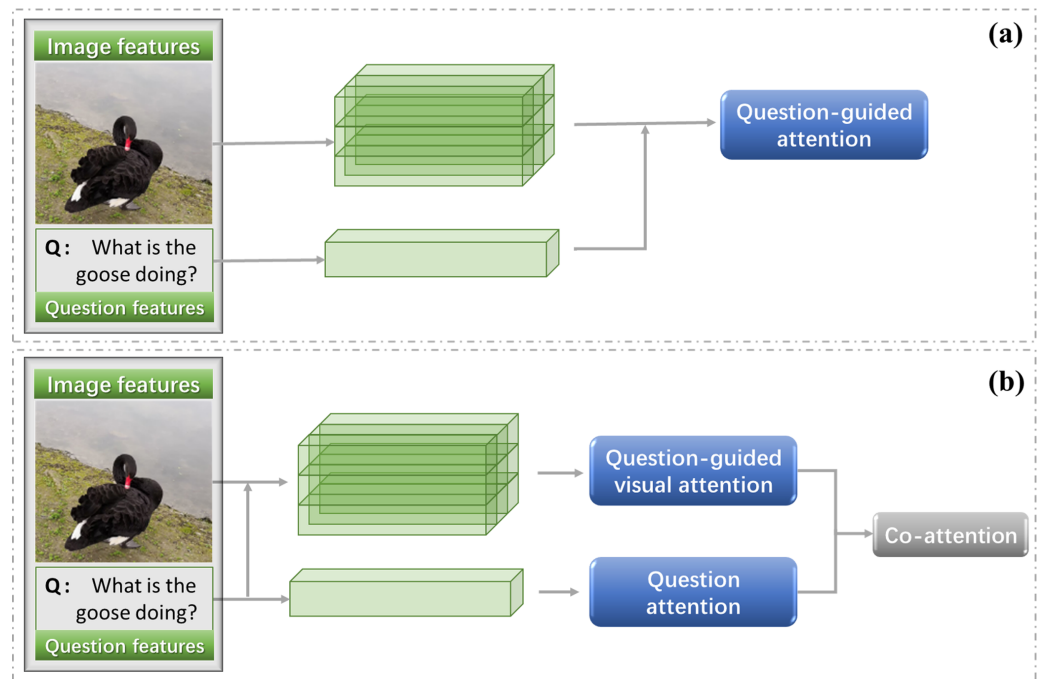 (a)
Image features
Q: What is the
goose doing?
Question features
Question-guided
attention
(b)
Image features
Q: What is the
goose doing?
Question features
Question-guided
visual attention
Question
attention
Co-attention